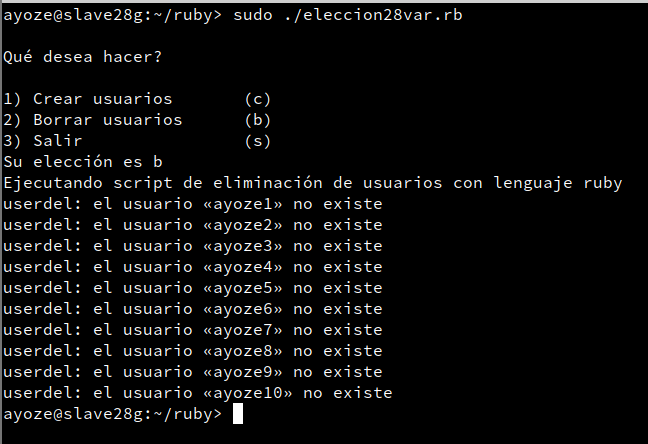 ayoze@slave28g:~/ruby> sudo ./eleccion28var.rb
Qué desea hacer?
1) Crear usuarios (c)
2) Borrar usuarios (b)
3) Salir (s)
Su elección es b
Ejecutando script de eliminación de usuarios con lenguaje ruby
userdel: el usuario «ayoze1» no existe
userdel: el usuario «ayoze2» no existe
userdel: el usuario «ayoze3» no existe
userdel: el usuario «ayoze4» no existe
userdel: el usuario «ayoze5» no existe
userdel: el usuario «ayoze6» no existe
userdel: el usuario «ayoze7» no existe
userdel: el usuario «ayoze8» no existe
userdel: el usuario «ayoze9» no existe
userdel: el usuario «ayoze10» no existe
ayoze@slave28g:~/ruby>